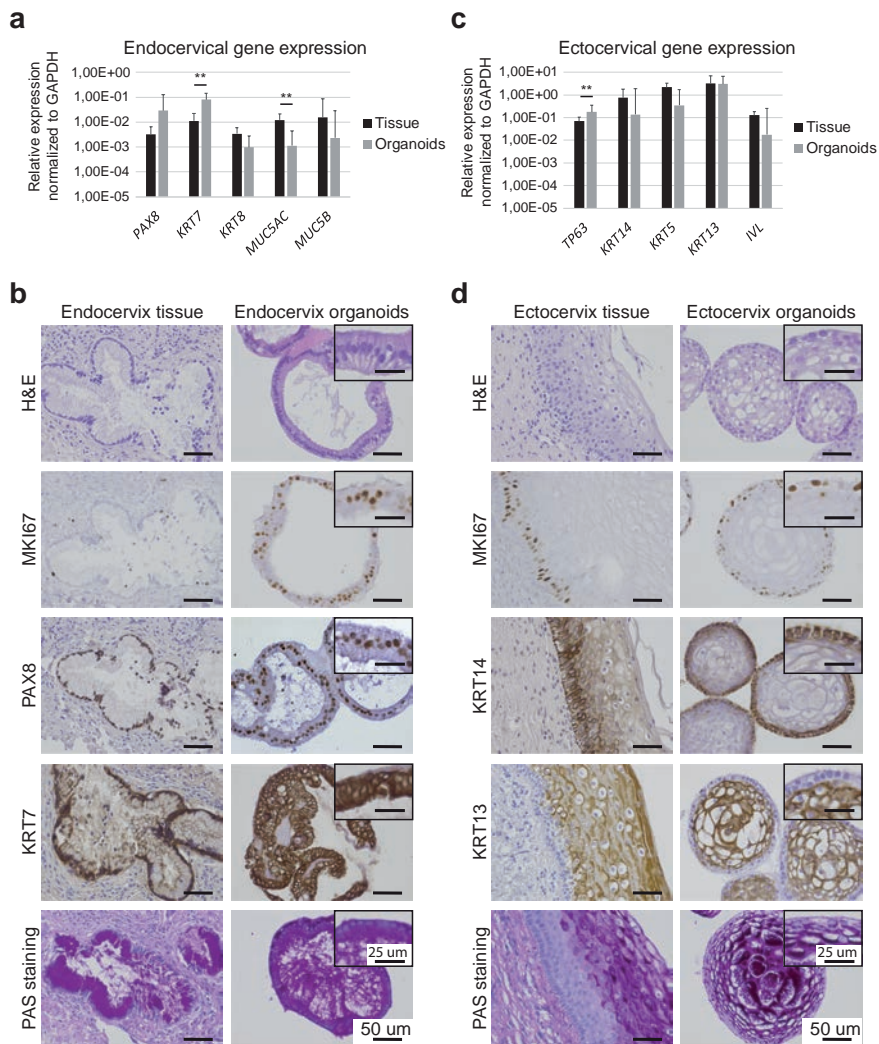 a
Endocervical gene expression
Relative expression
normalized to GAPDH
1,00E+00
1,00E-01
1,00E-02
1,00E-03
1,00E-04
1,00E-05
**
**
Tissue
Organoids
PAX8
KRT7
KRT8
MUC5AC
MUC5B
c
Ectocervical gene expression
Relative expression
normalized to GAPDH
1,00E+01
1,00E+00
1,00E-01
1,00E-02
1,00E-03
1,00E-04
1,00E-05
**
Tissue
Organoids
TP63
KRT14
KRT5
KRT13
IVL
b
Endocervix tissue
Endocervix organoids
H&E
MKI67
PAX8
KRT7
PAS staining
25 um
50 um
d
Ectocervix tissue
Ectocervix organoids
H&E
MKI67
KRT14
KRT13
PAS staining
25 um
50 um